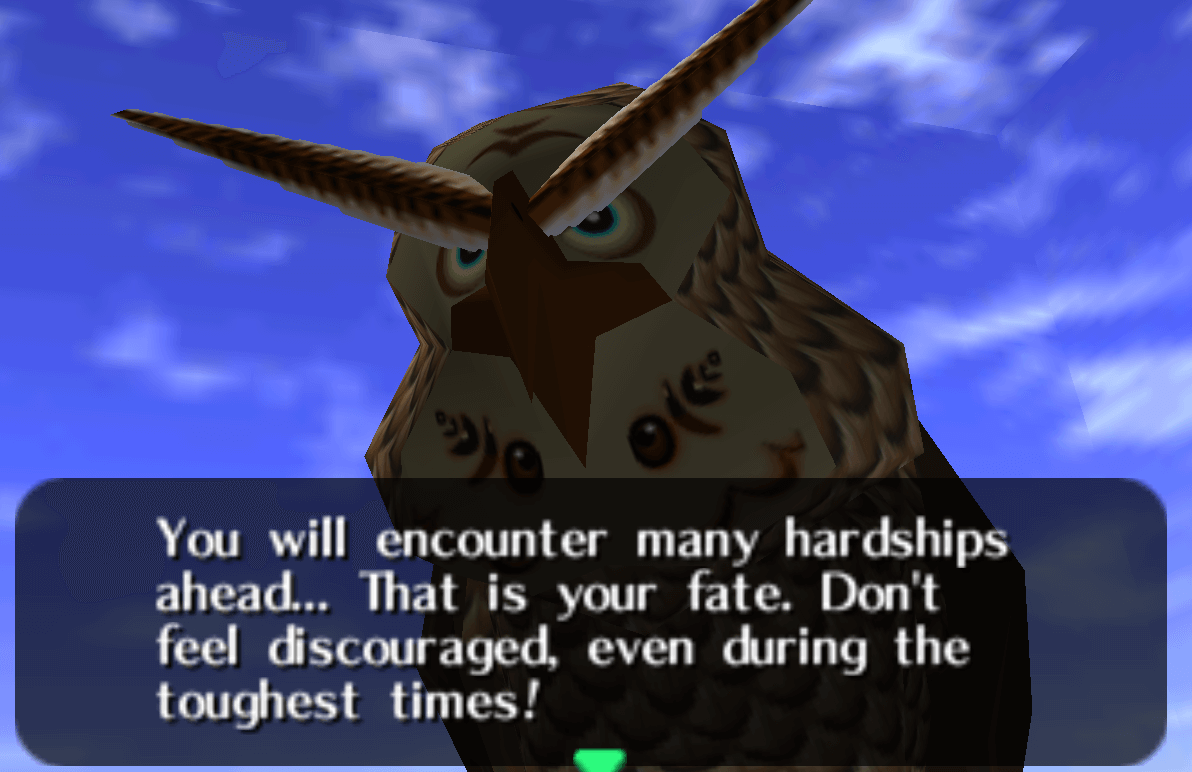 You will encounter many hardships
ahead... That is your fate. Don't
feel discouraged, even during the
toughest times!